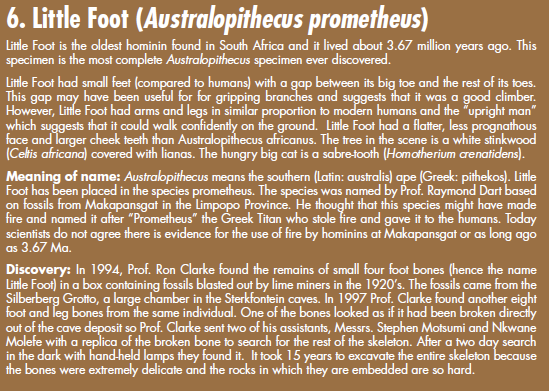 6. Little Foot (Australopithecus prometheus)
Little Foot is the oldest hominin found in South Africa and it lived about 3.67 million years ago. This
specimen is the most complete Australopithecus specimen ever discovered.
Little Foot had small feet (compared to humans) with a gap between its big toe and the rest of its toes.
This gap may have been useful for for gripping branches and suggests that it was a good climber.
However, Little Foot had arms and legs in similar proportion to modern humans and the "upright man"
which suggests that it could walk confidently on the ground. Little Foot had a flatter, less prognathous
face and larger cheek teeth than Australopithecus africanus. The tree in the scene is a white stinkwood
(Celtis africana) covered with lianas. The hungry big cat is a sabre-tooth (Homotherium crenatidens).
Meaning of name: Australopithecus means the southern (Latin: australis) ape (Greek: pithekos). Little
Foot has been placed in the species prometheus. The species was named by Prof. Raymond Dart based
on fossils from Makapansgat in the Limpopo Province. He thought that this species might have made
fire and named it after "Prometheus" the Greek Titan who stole fire and gave it to the humans. Today
scientists do not agree there is evidence for the use of fire by hominins at Makapansgat or as long ago
as 3.67 Ma.
Discovery: In 1994, Prof. Ron Clarke found the remains of small four foot bones (hence the name
Little Foot) in a box containing fossils blasted out by lime miners in the 1920's. The fossils came from the
Silberberg Grotto, a large chamber in the Sterkfontein caves. In 1997 Prof. Clarke found another eight
foot and leg bones from the same individual. One of the bones looked as if it had been broken directly
out of the cave deposit so Prof. Clarke sent two of his assistants, Messrs. Stephen Motsumi and Nkwane
Molefe with a replica of the broken bone to search for the rest of the skeleton. After a two day search
in the dark with hand-held lamps they found it. It took 15 years to excavate the entire skeleton because
the bones were extremely delicate and the rocks in which they are embedded are so hard.